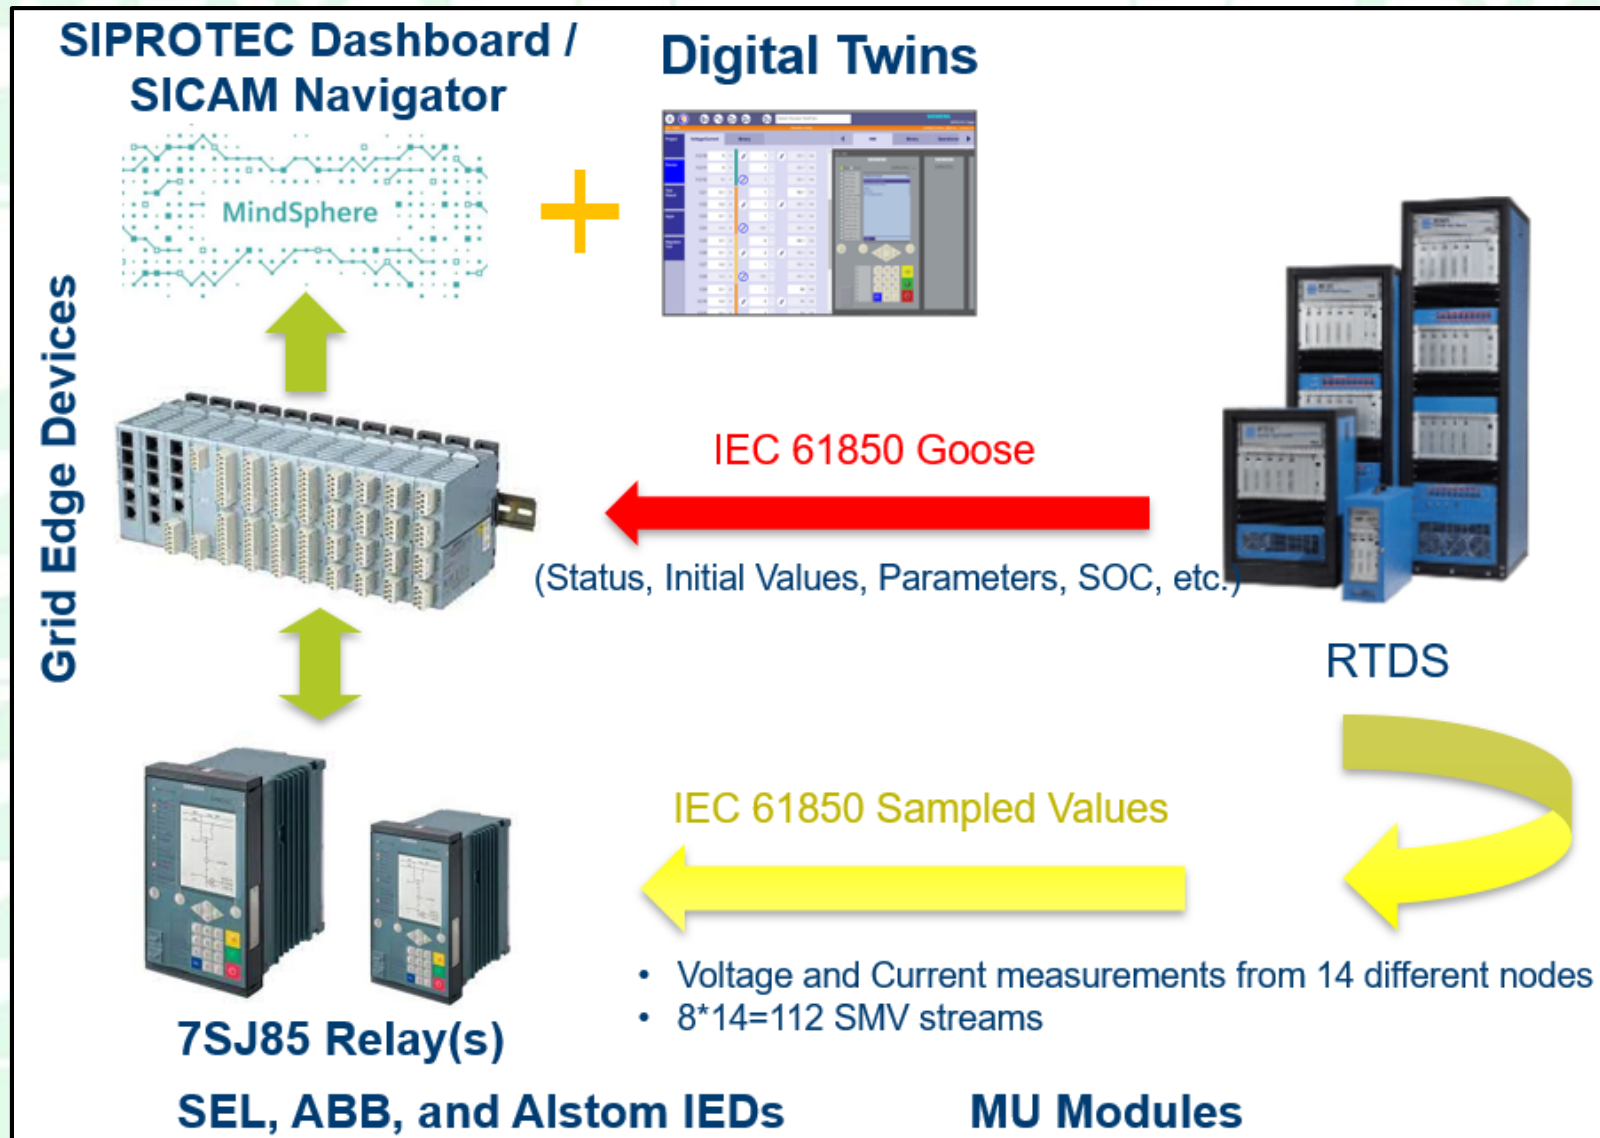 SIPROTEC Dashboard /
SICAM Navigator
Digital Twins
MindSphere
Grid Edge Devices
IEC 61850 Goose
(Status, Initial Values, Parameters, SOC, etc.)
RTDS
IEC 61850 Sampled Values
• Voltage and Current measurements from 14 different nodes
• 8*14=112 SMV streams
7SJ85 Relay(s)
SEL, ABB, and Alstom IEDs
MU Modules